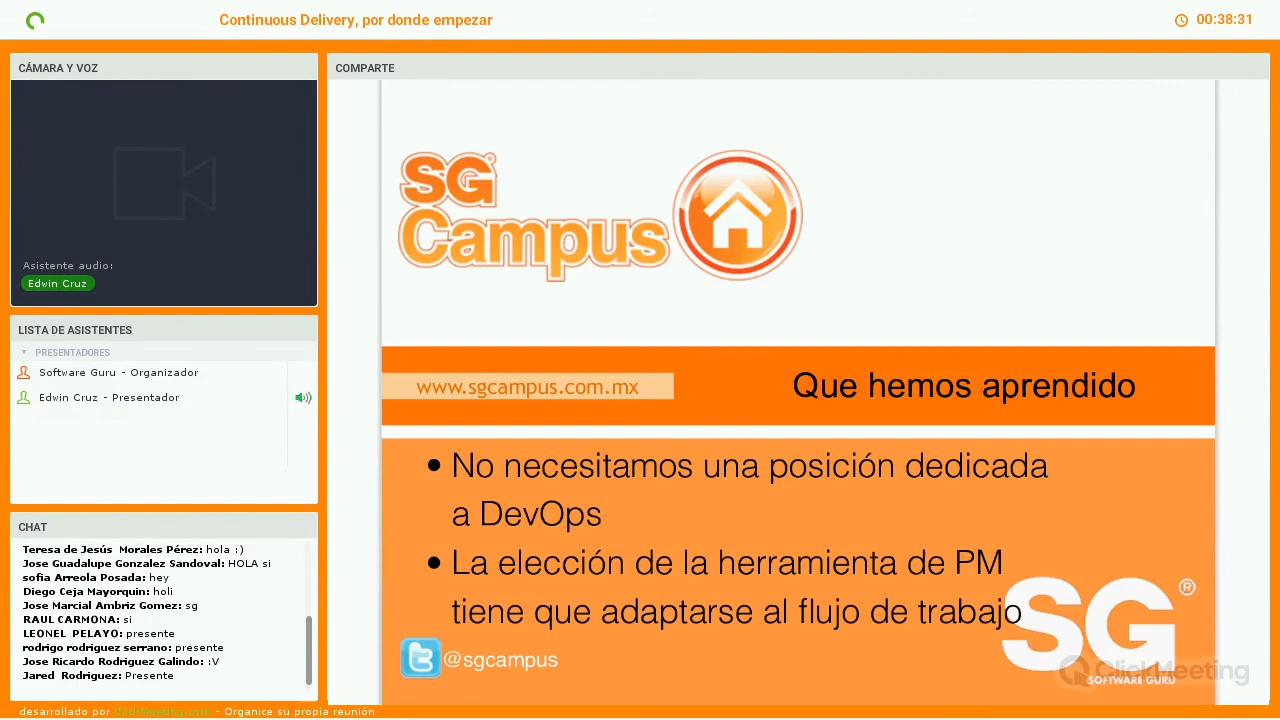 Continuous Delivery, por donde empezar
00:38:31
CÁMARA Y VOZ
Asistente audio:
Edwin Cruz
LISTA DE ASISTENTES
PRESENTADORES
Software Guru - Organizador
Edwin Cruz - Presentador
CHAT
Teresa de Jesús Morales Pérez: hola :)
Jose Guadalupe Gonzalez Sandoval: HOLA si
sofia Arreola Posada: hey
Diego Ceja Mayorquin: holi
Jose Marcial Ambriz Gomez: sg
RAUL CARMONA: si
LEONEL PELAYO: presente
rodrigo rodriguez serrano: presente
Jose Ricardo Rodriguez Galindo: :V
Jared Rodriguez: Presente
desarrollado por ClickMeeting.com - Organice su propia reunión
COMPARTE
SG
Campus
www.sgcampus.com.mx
Que hemos aprendido
• No necesitamos una posición dedicada
a DevOps
• La elección de la herramienta de PM
tiene que adaptarse al flujo de trabajo
@sgcampus
SG®
SOFTWARE GURU
ClickMeeting